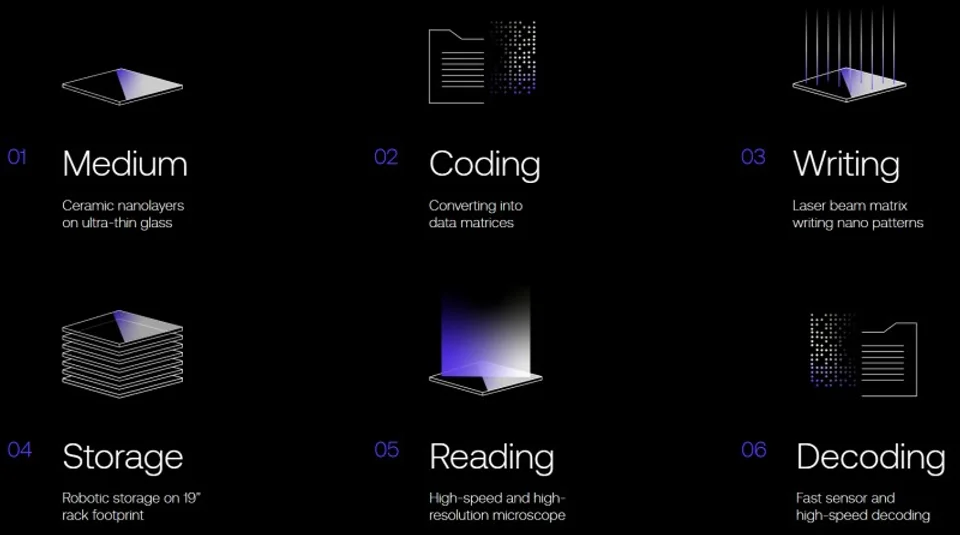 01 Medium
Ceramic nanolayers
on ultra-thin glass
02 Coding
Converting into
data matrices
03 Writing
Laser beam matrix
writing nano patterns
04 Storage
Robotic storage on 19”
rack footprint
05 Reading
High-speed and high-
resolution microscope
06 Decoding
Fast sensor and
high-speed decoding